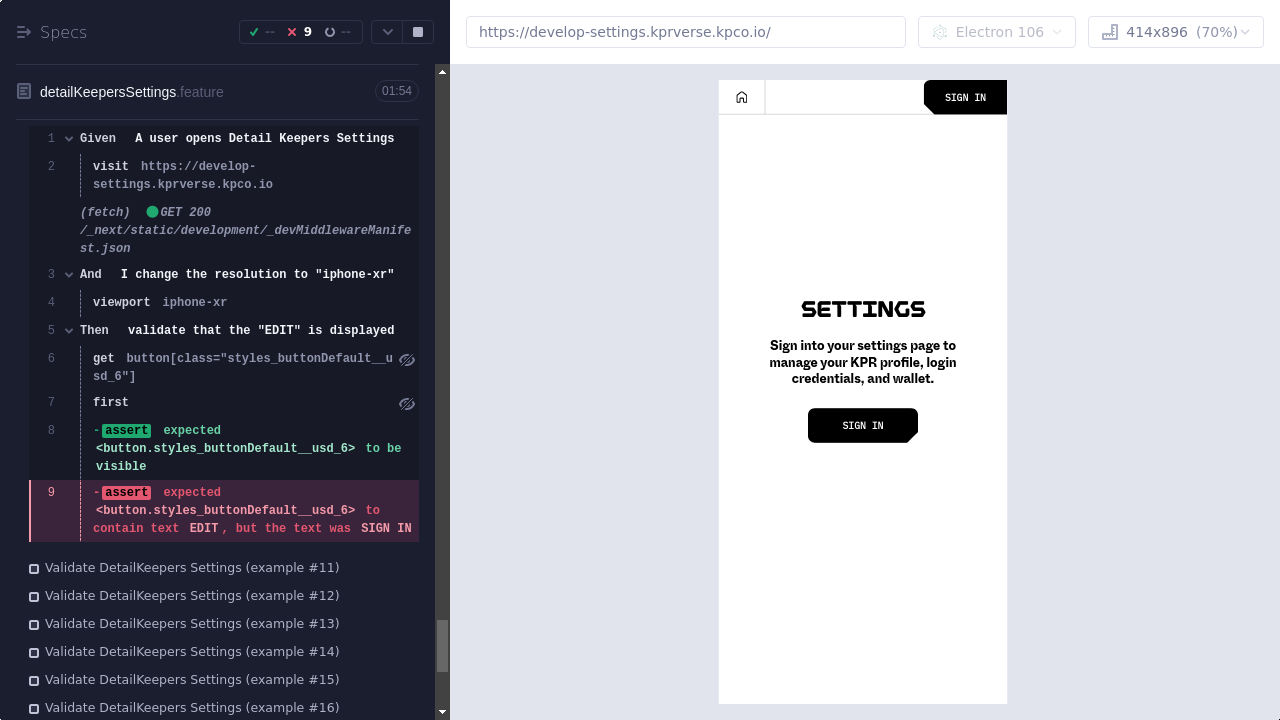 Specs
--
9
--
https://develop-settings.kprverse.kpco.io/
Electron 106
414x896 (70%)
detailKeepersSettings.feature
01:54
1 Given A user opens Detail Keepers Settings
2 visit https://develop-
settings.kprverse.kpco.io
(fetch) GET 200
/_next/static/development/_devMiddlewareManife
st.json
3 And I change the resolution to "iphone-xr"
4 viewport iphone-xr
5 Then validate that the "EDIT" is displayed
6 get button[class="styles_buttonDefault__u
sd_6"]
7 first
8 -assert expected
<button.styles_buttonDefault__usd_6> to be
visible
9 -assert expected
<button.styles_buttonDefault__usd_6> to
contain text EDIT, but the text was SIGN IN
Validate DetailKeepers Settings (example #11)
Validate DetailKeepers Settings (example #12)
Validate DetailKeepers Settings (example #13)
Validate DetailKeepers Settings (example #14)
Validate DetailKeepers Settings (example #15)
Validate DetailKeepers Settings (example #16)
SIGN IN
SETTINGS
Sign into your settings page to
manage your KPR profile, login
credentials, and wallet.
SIGN IN